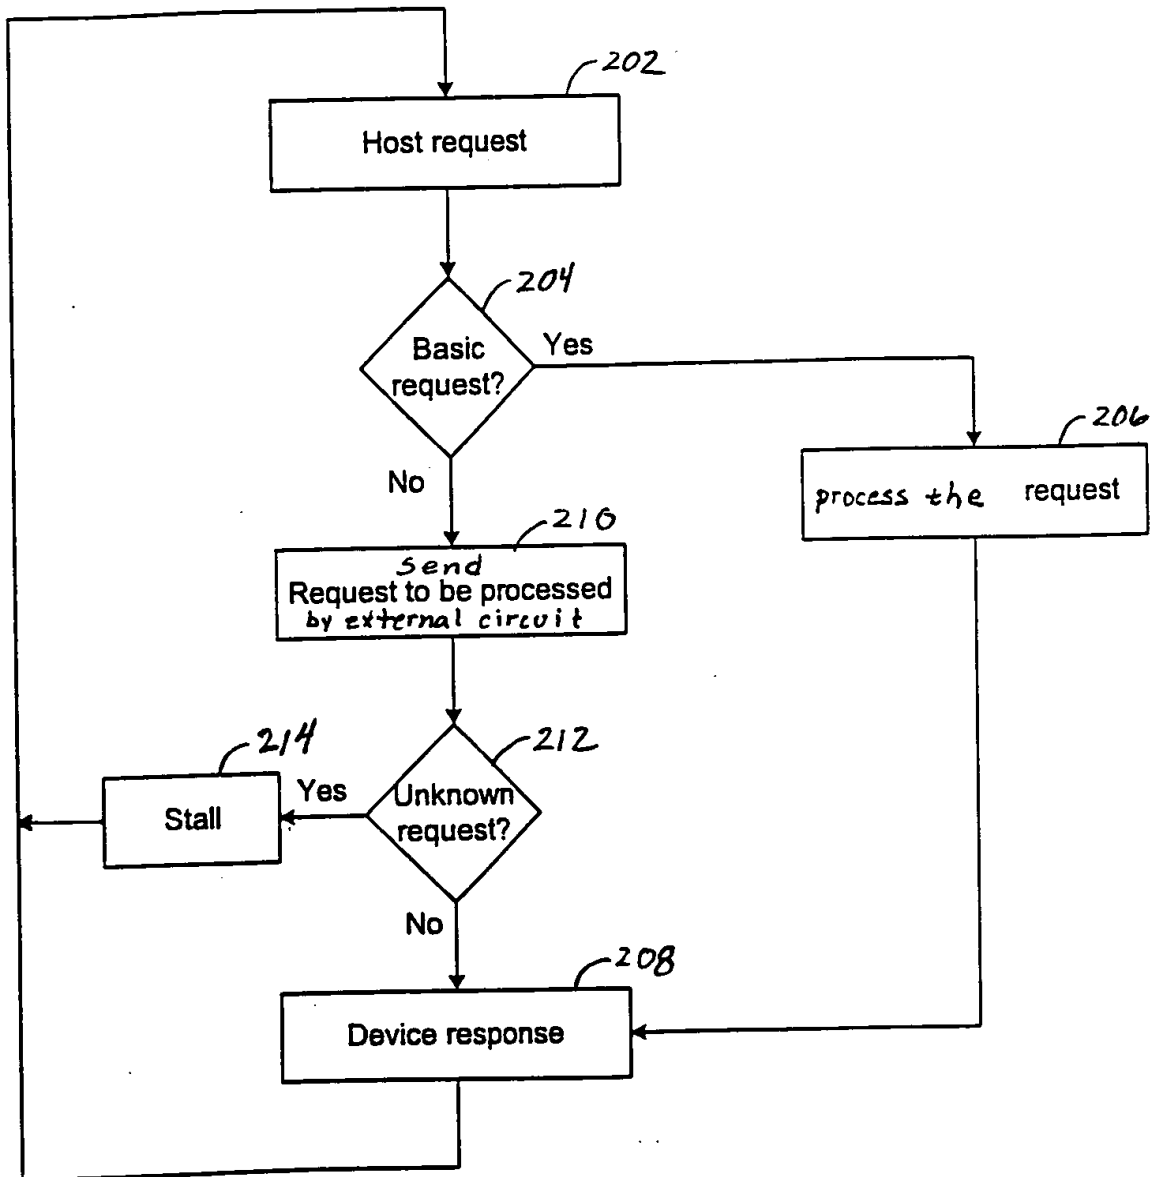 202
Host request
204
Basic
request?
Yes
No
206
process the request
210
Send
Request to be processed
by external circuit
212
Unknown
request?
Yes
214
Stall
No
208
Device response